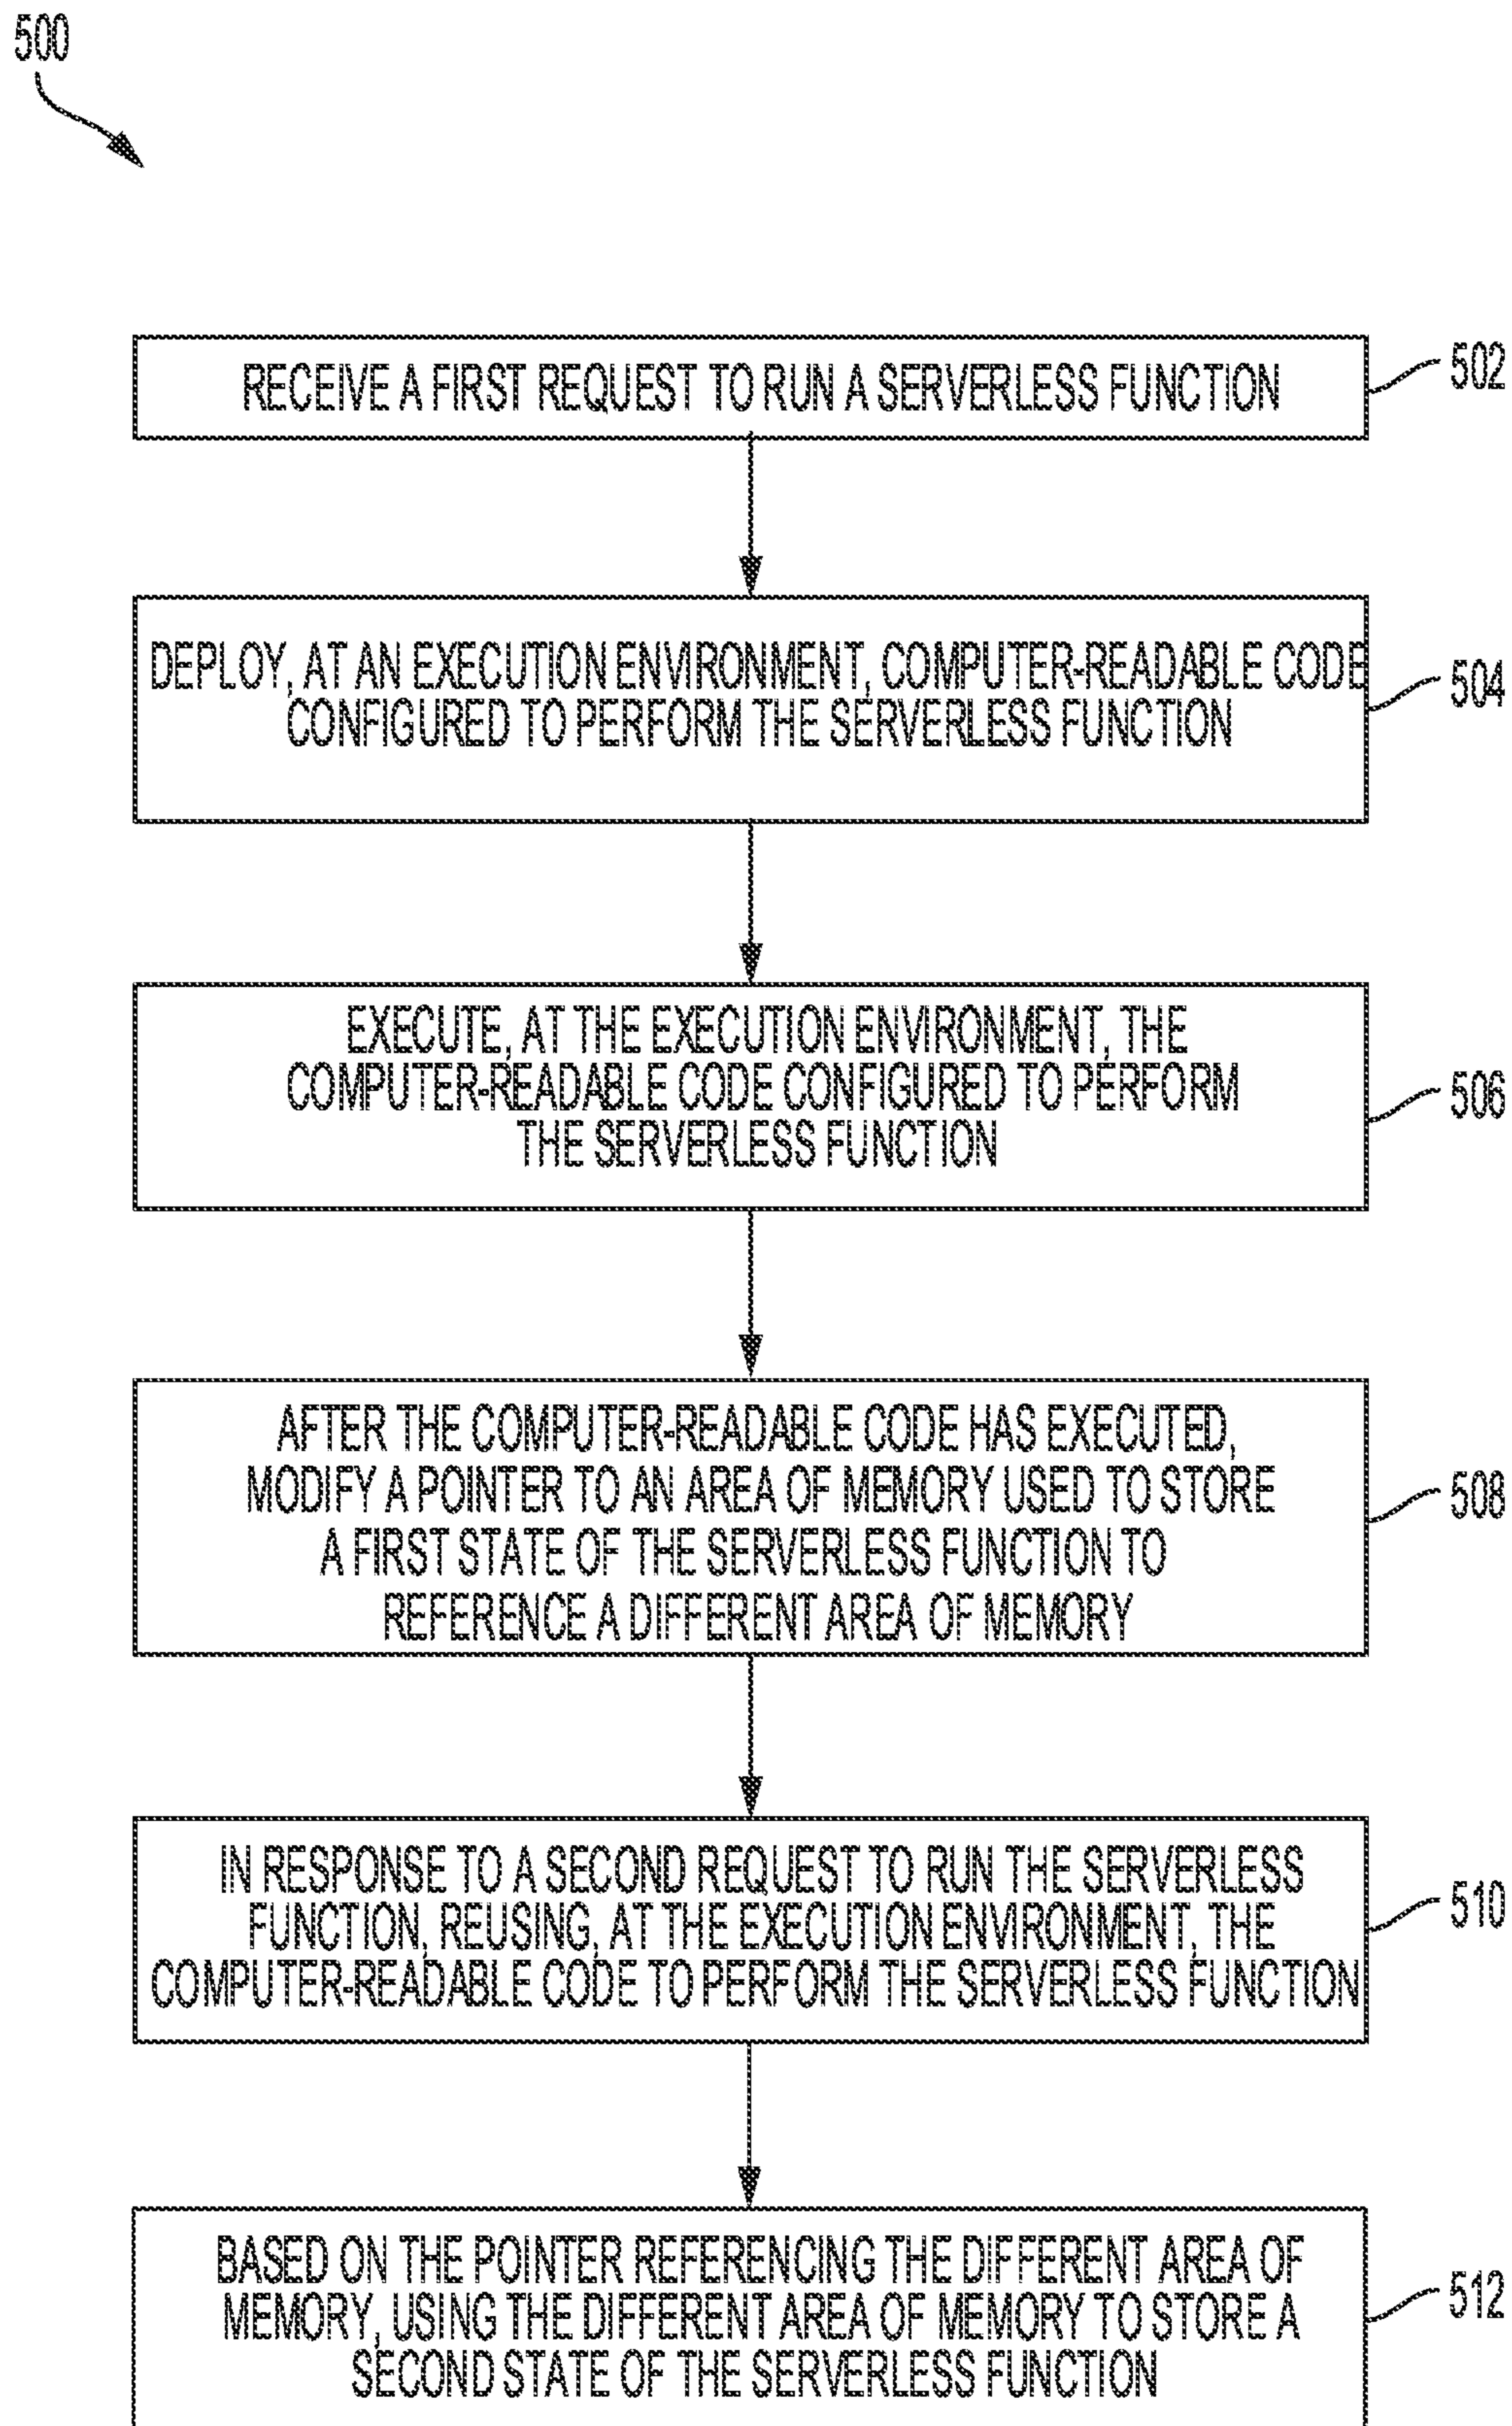 500
RECEIVE A FIRST REQUEST TO RUN A SERVERLESS FUNCTION
502
DEPLOY, AT AN EXECUTION ENVIRONMENT, COMPUTER-READABLE CODE
CONFIGURED TO PERFORM THE SERVERLESS FUNCTION
504
EXECUTE, AT THE EXECUTION ENVIRONMENT, THE
COMPUTER-READABLE CODE CONFIGURED TO PERFORM
THE SERVERLESS FUNCTION
506
AFTER THE COMPUTER-READABLE CODE HAS EXECUTED,
MODIFY A POINTER TO AN AREA OF MEMORY USED TO STORE
A FIRST STATE OF THE SERVERLESS FUNCTION TO
REFERENCE A DIFFERENT AREA OF MEMORY
508
IN RESPONSE TO A SECOND REQUEST TO RUN THE SERVERLESS
FUNCTION, REUSING, AT THE EXECUTION ENVIRONMENT, THE
COMPUTER-READABLE CODE TO PERFORM THE SERVERLESS FUNCTION
510
BASED ON THE POINTER REFERENCING THE DIFFERENT AREA OF
MEMORY, USING THE DIFFERENT AREA OF MEMORY TO STORE A
SECOND STATE OF THE SERVERLESS FUNCTION
512